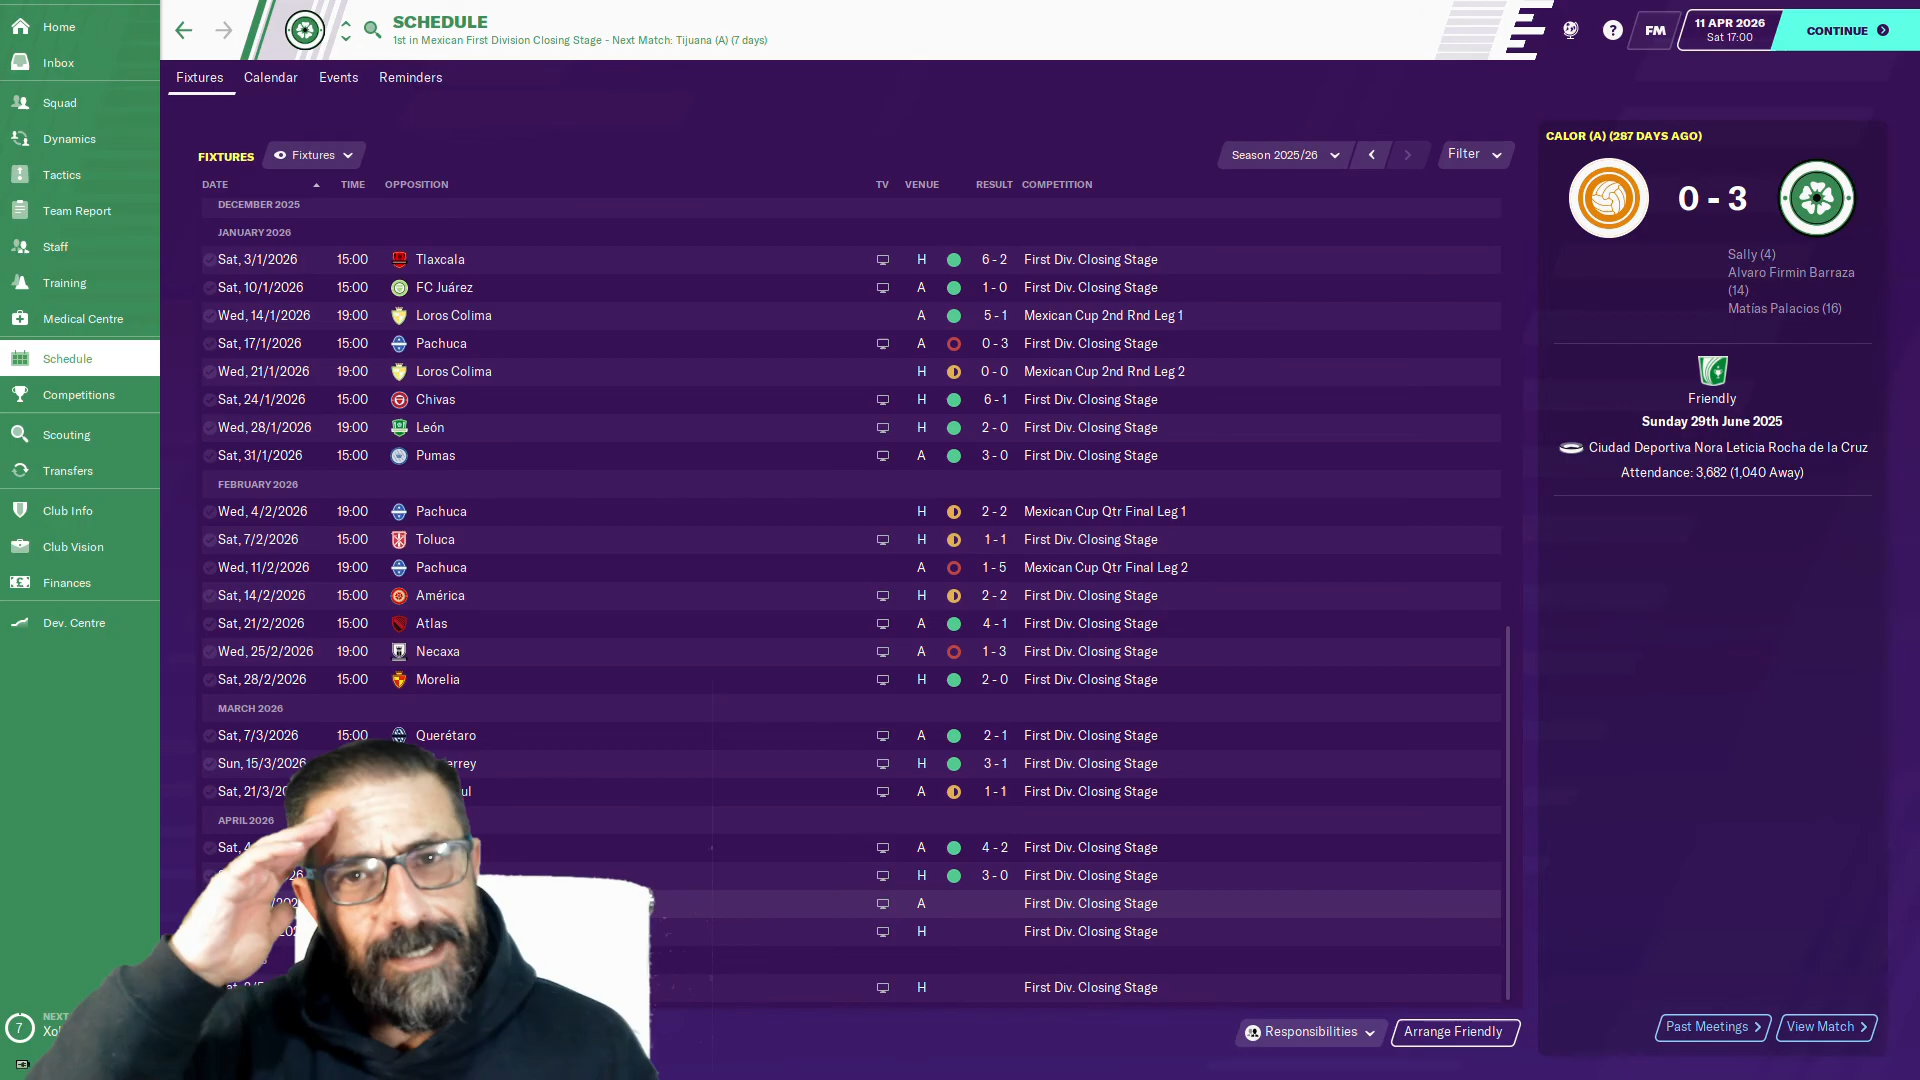 Home
Inbox
Squad
Dynamics
Tactics
Team Report
Staff
Training
Medical Centre
Schedule
Competitions
Scouting
Transfers
Club Info
Club Vision
Finances
Dev. Centre
7
NEXT
SCHEDULE
1st in Mexican First Division Closing Stage - Next Match: Tijuana (A) (7 days)
? FM 11 APR 2026 CONTINUE
Sat 17:00
Fixtures Calendar Events Reminders
FIXTURES Fixtures Season 2025/26 Filter
DATE TIME OPPOSITION TV VENUE RESULT COMPETITION
DECEMBER 2025
JANUARY 2026
Sat, 3/1/2026 15:00 Tlaxcala H 6 - 2 First Div. Closing Stage
Sat, 10/1/2026 15:00 FC Juárez A 1 - 0 First Div. Closing Stage
Wed, 14/1/2026 19:00 Loros Colima A 5 - 1 Mexican Cup 2nd Rnd Leg 1
Sat, 17/1/2026 15:00 Pachuca A 0 - 3 First Div. Closing Stage
Wed, 21/1/2026 19:00 Loros Colima H 0 - 0 Mexican Cup 2nd Rnd Leg 2
Sat, 24/1/2026 15:00 Chivas H 6 - 1 First Div. Closing Stage
Wed, 28/1/2026 19:00 León H 2 - 0 First Div. Closing Stage
Sat, 31/1/2026 15:00 Pumas A 3 - 0 First Div. Closing Stage
FEBRUARY 2026
Wed, 4/2/2026 19:00 Pachuca H 2 - 2 Mexican Cup Qtr Final Leg 1
Sat, 7/2/2026 15:00 Toluca H 1 - 1 First Div. Closing Stage
Wed, 11/2/2026 19:00 Pachuca A 1 - 5 Mexican Cup Qtr Final Leg 2
Sat, 14/2/2026 15:00 América H 2 - 2 First Div. Closing Stage
Sat, 21/2/2026 15:00 Atlas A 4 - 1 First Div. Closing Stage
Wed, 25/2/2026 19:00 Necaxa A 1 - 3 First Div. Closing Stage
Sat, 28/2/2026 15:00 Morelia H 2 - 0 First Div. Closing Stage
MARCH 2026
Sat, 7/3/2026 15:00 Querétaro A 2 - 1 First Div. Closing Stage
Sun, 15/3/2026 H 3 - 1 First Div. Closing Stage
Sat, 21/3/ A 1 - 1 First Div. Closing Stage
APRIL 2026
Sat, A 4 - 2 First Div. Closing Stage
H 3 - 0 First Div. Closing Stage
A First Div. Closing Stage
H First Div. Closing Stage
H First Div. Closing Stage
Responsibilities Arrange Friendly
CALOR (A) (287 DAYS AGO)
0 - 3
Sally (4)
Alvaro Firmin Barraza
(14)
Matías Palacios (16)
Friendly
Sunday 29th June 2025
Ciudad Deportiva Nora Leticia Rocha de la Cruz
Attendance: 3,682 (1,040 Away)
Past Meetings View Match